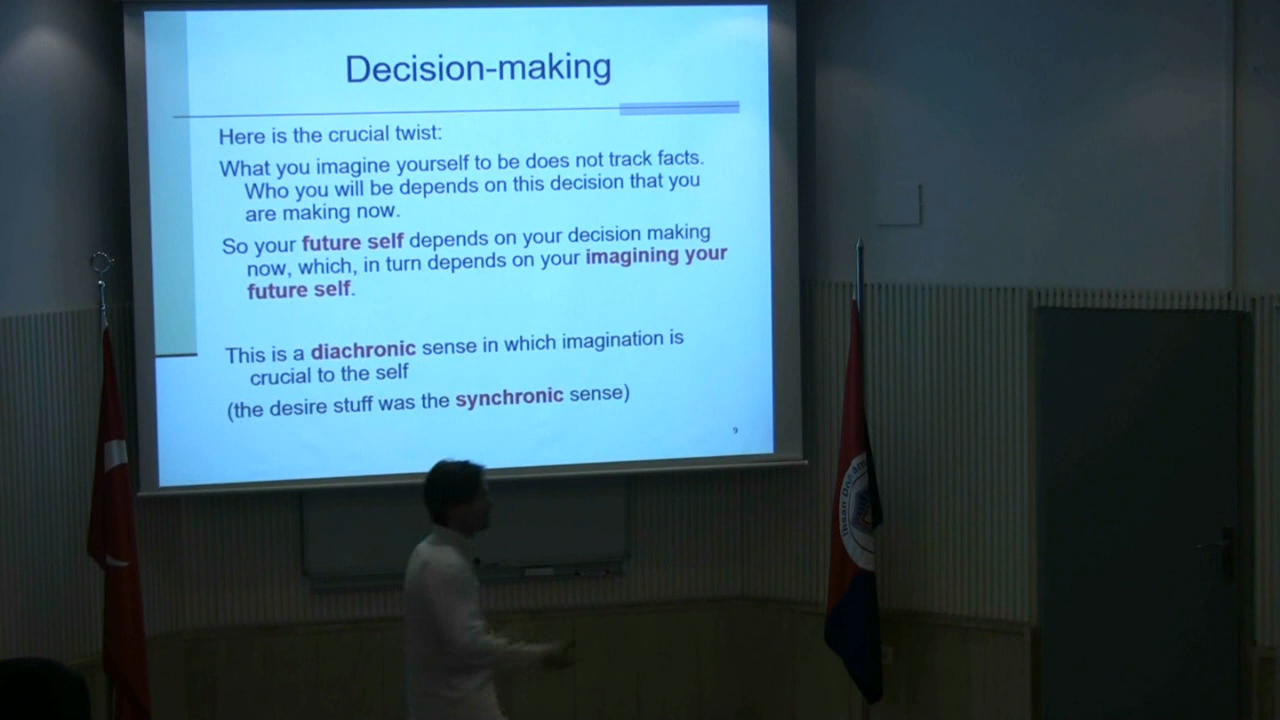 Decision-making
Here is the crucial twist:
What you imagine yourself to be does not track facts.
Who you will be depends on this decision that you
are making now.
So your future self depends on your decision making
now, which, in turn depends on your imagining your
future self.
This is a diachronic sense in which imagination is
crucial to the self
(the desire stuff was the synchronic sense)
9